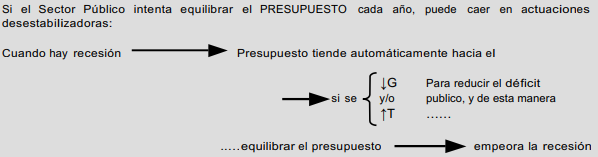 Si el Sector Público intenta equilibrar el PRESUPUESTO cada año, puede caer en actuaciones
desestabilizadoras:
Cuando hay recesión Presupuesto tiende automáticamente hacia el
↓G Para reducir el déficit
si se y/o publico, y de esta manera
↑T ......
.....equilibrar el presupuesto empeora la recesión